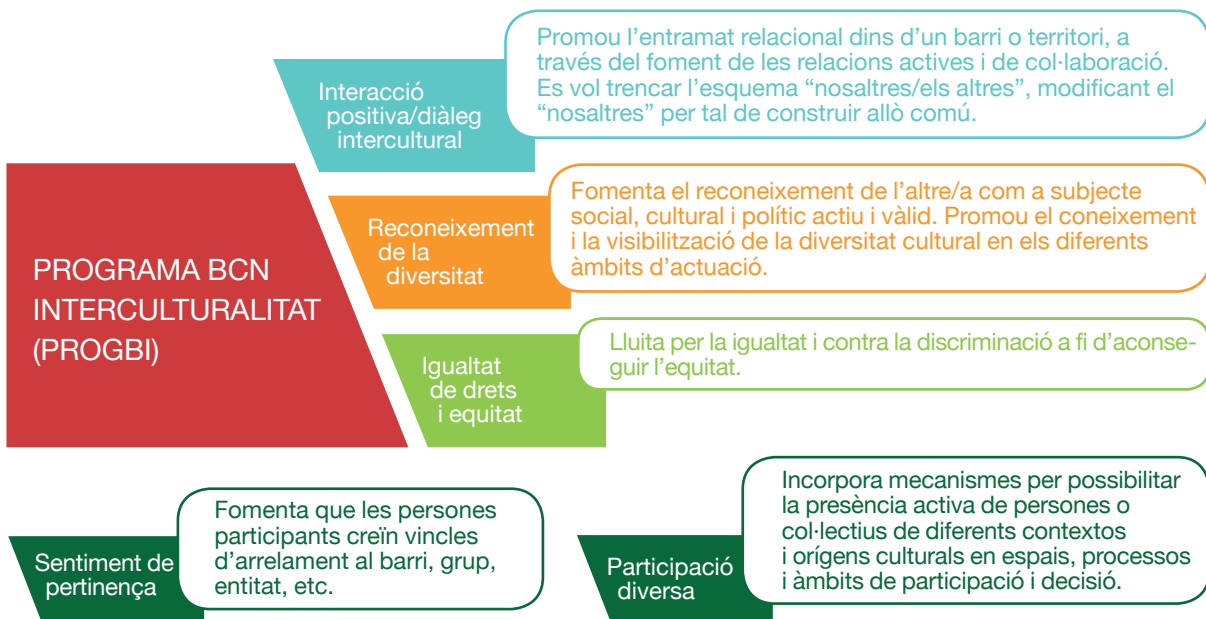 PROGRAMA BCN
INTERCULTURALITAT
(PROGBI)
Interacció
positiva/diàleg
intercultural
Promou l’entramat relacional dins d’un barri o territori, a
través del foment de les relacions actives i de col·laboració.
Es vol trencar l’esquema “nosaltres/els altres”, modificant el
“nosaltres” per tal de construir allò comú.
Reconeixement
de la
diversitat
Fomenta el reconeixement de l’altre/a com a subjecte
social, cultural i polític actiu i vàlid. Promou el coneixement
i la visibilització de la diversitat cultural en els diferents
àmbits d’actuació.
Igualtat
de drets
i equitat
Lluita per la igualtat i contra la discriminació a fi d’aconse-
guir l’equitat.
Sentiment de
pertinença
Fomenta que les persones
participants creïn vincles
d’arrelament al barri, grup,
entitat, etc.
Participació
diversa
Incorpora mecanismes per possibilitar
la presència activa de persones o
col·lectius de diferents contextos
i orígens culturals en espais, processos
i àmbits de participació i decisió.